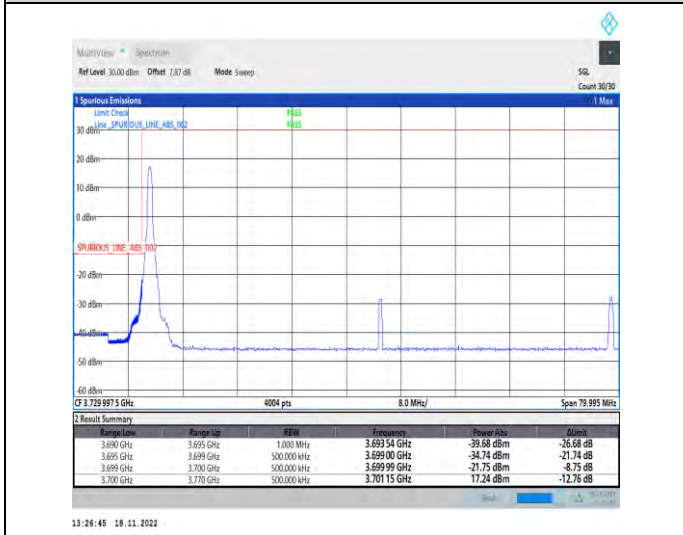 MultiView Spectrum
Ref Level 30.00 dBm Offset 7.87 dB Mode Sweep SGL
Count 30/30
1 Spurious Emissions 1 Max
Limit Check PASS
Line _SPURIOUS_LINE_ABS_002 PASS
30 dBm
20 dBm
10 dBm
0 dBm
_SPURIOUS_LINE_ABS_002
-20 dBm
-30 dBm
-40 dBm
-50 dBm
-60 dBm
CF 3.729 997 5 GHz 4004 pts 8.0 MHz/ Span 79.995 MHz
2 Result Summary
Range Low Range Up RBW Frequency Power Abs ΔLimit
3.690 GHz 3.695 GHz 1.000 MHz 3.693 54 GHz -39.68 dBm -26.68 dB
3.695 GHz 3.699 GHz 500.000 kHz 3.699 00 GHz -34.74 dBm -21.74 dB
3.699 GHz 3.700 GHz 500.000 kHz 3.699 99 GHz -21.75 dBm -8.75 dB
3.700 GHz 3.770 GHz 500.000 kHz 3.701 15 GHz 17.24 dBm -12.76 dB
13:26:45 18.11.2022